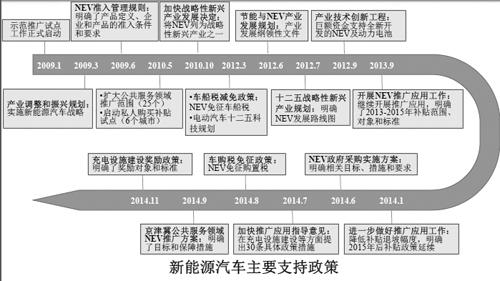 示范推广试点
工作正式启动
NEV准入管理规则:
明确了产品定义、企
业和产品的准入条件
和要求
加快战略性新兴
产业发展决定:
将NEV列为战略
性新兴产业之一
节能与NEV产业
发展规划: 产业
发展纲领性文件
产业技术创新工程:
巨额资金支持全新开
发的NEV及动力电池
2009.1
2009.3
2009.6
2010.5
2010.10
2012.3
2012.6
2012.7
2012.9
2013.9
产业调整和振兴规划:
实施新能源汽车战略
•扩大公共服务领域
推广范围(25个)
•启动私人购买补贴
试点(6个城市)
•车船税减免政策:
NEV免征车船税
•电动汽车十二五科
技规划
十二五战略性新兴
产业规划: 明确
NEV发展路线图
开展NEV推广应用工作:
继续开展推广应用, 明确
了2013-2015年补贴范围、
对象和标准
充电设施建设奖励政策:
明确了奖励对象和标准
车购税免征政策:
NEV免征购置税
NEV政府采购实施方案:
明确相关目标、措施和要求
2014.11
2014.9
2014.8
2014.7
2014.6
2014.1
京津冀公共服务领域
NEV推广方案: 明确
了目标和保障措施
加快推广应用指导意见:
在充电设施建设等方面提
出30条具体政策措施
进一步做好推广应用工作:
降低补贴退坡幅度, 明确
2015年后补贴政策延续
新能源汽车主要支持政策